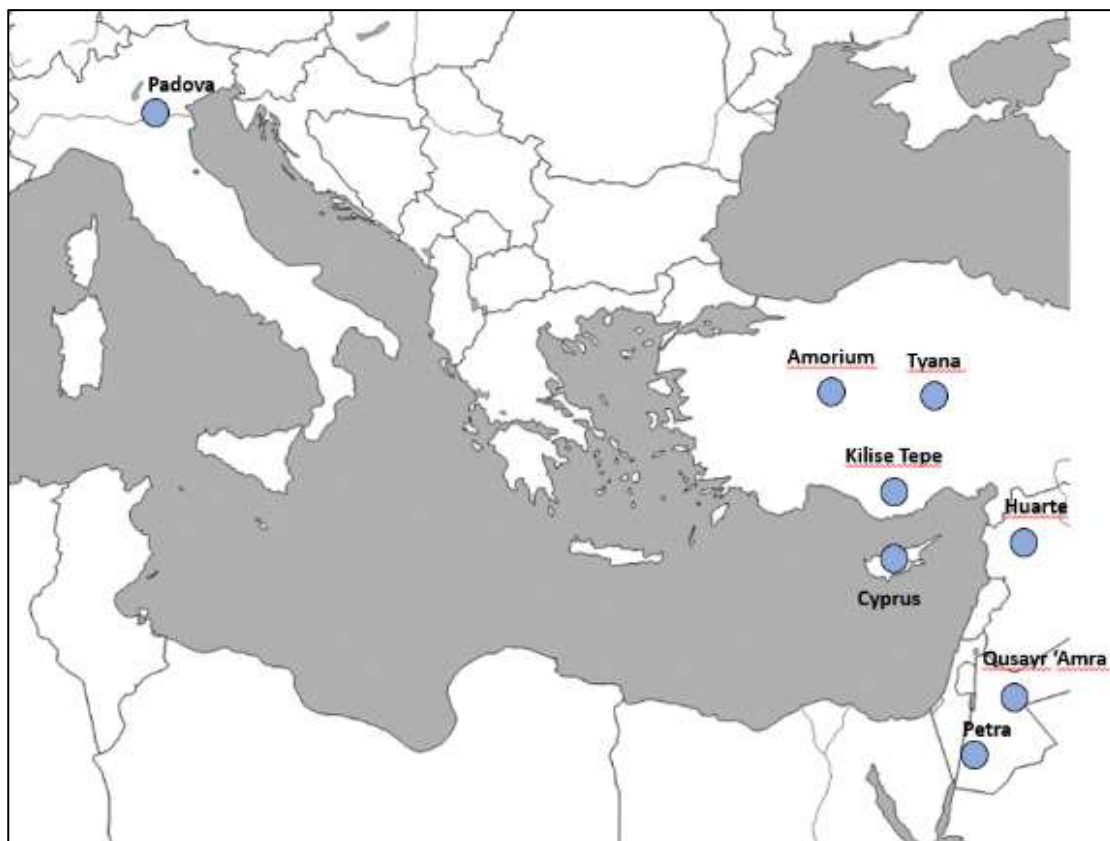 Padova
Amorium
Tyana
Kilise Tepe
Huarte
Cyprus
Qusayr ‘Amra
Petra